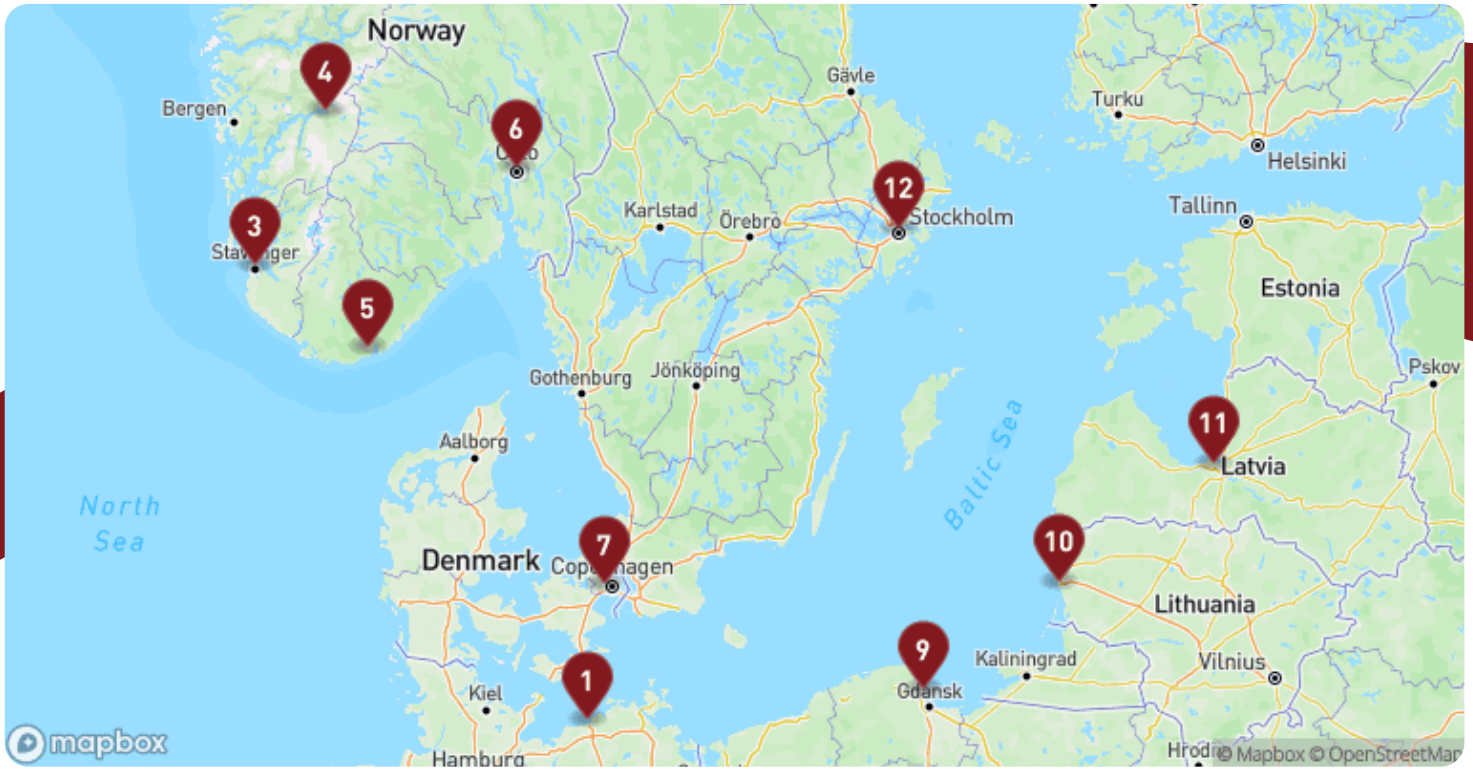 Norway
4
Gävle
Bergen
Turku
6
Helsinki
12
Tallinn
Karlstad
Örebro
Stockholm
3
Estonia
5
Pskov
Gothenburg
Jönköping
11
Aalborg
Latvia
Baltic Sea
North
Sea
7
10
Denmark
Lithuania
9
Kaliningrad
Vilnius
1
Kiel
Gdansk
mapbox
Hamburg
© Mapbox © OpenStreetMap